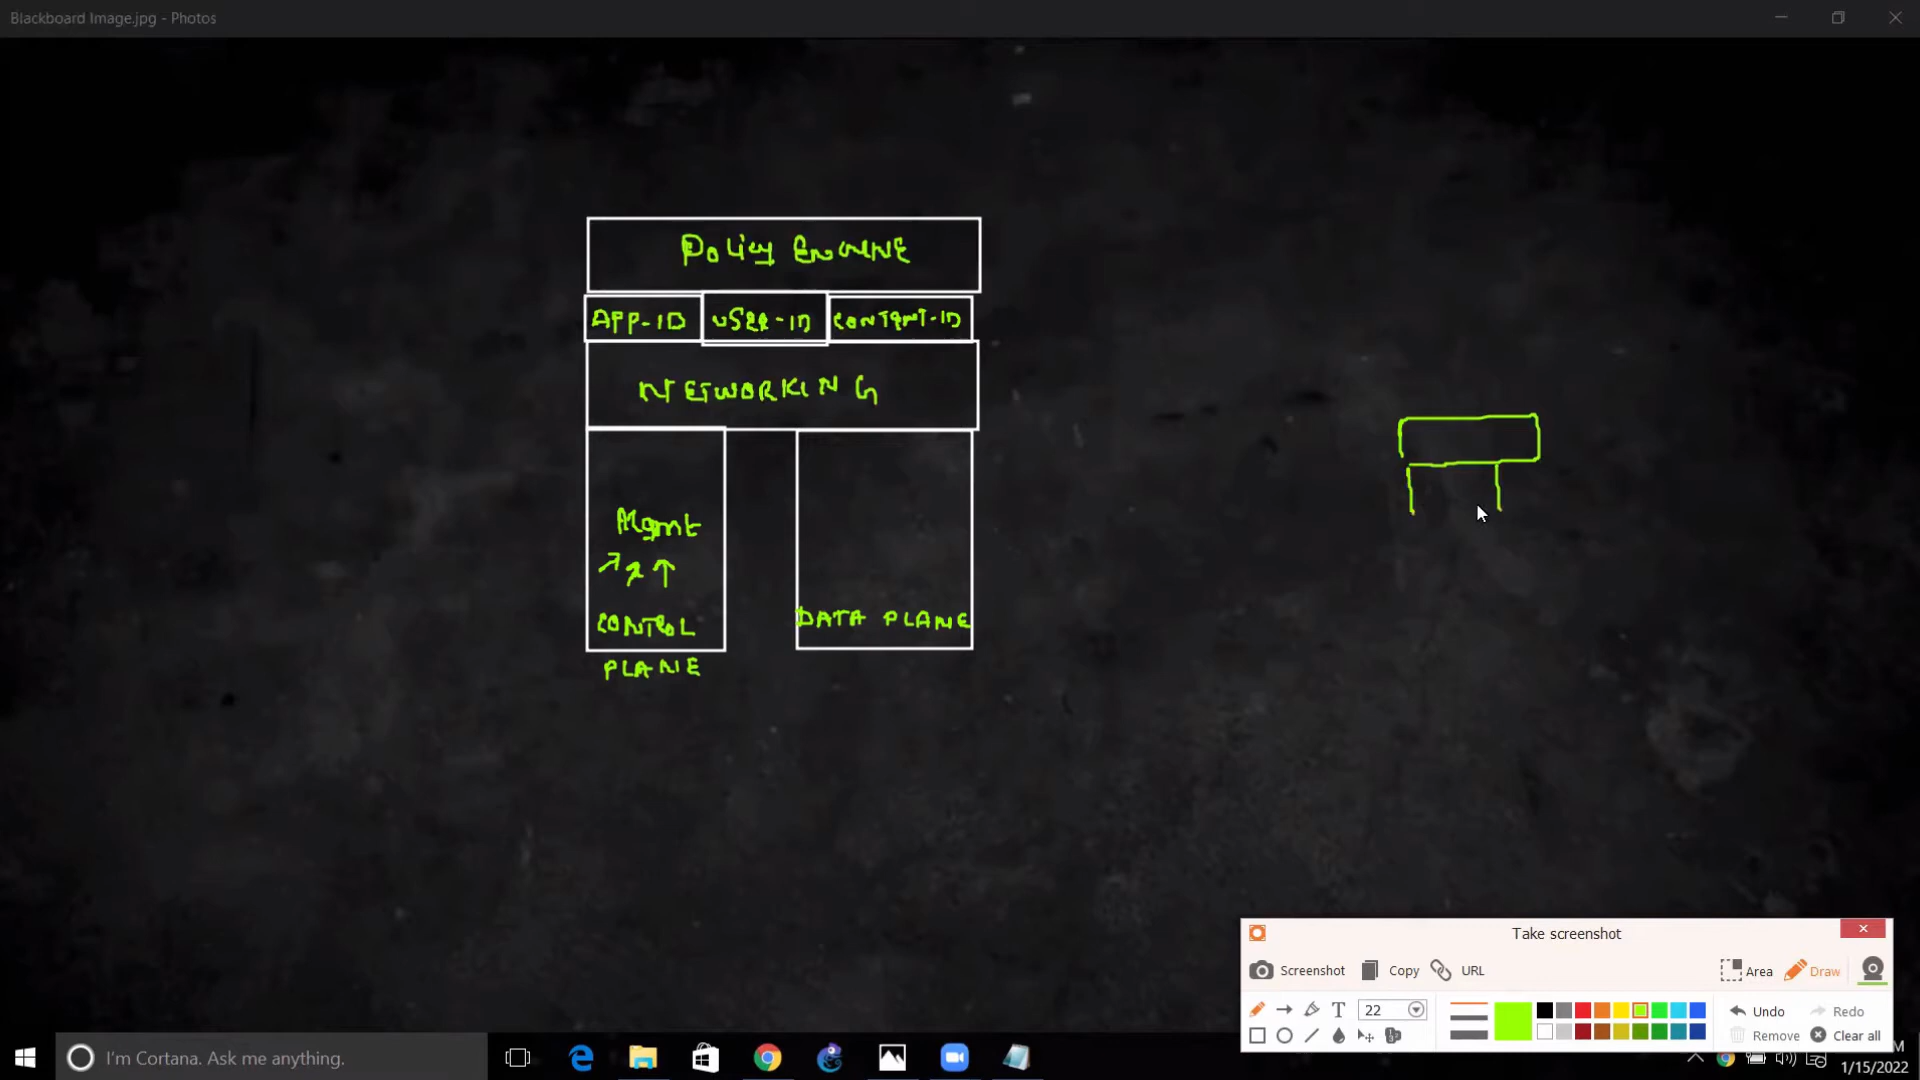 Blackboard Image.jpg - Photos
Policy ENGINE
APP-ID USER-ID CONTENT-ID
NETWORKING
Mgmt
CONTROL
PLANE
DATA PLANE
Take screenshot
Screenshot Copy URL Area Draw
22 Undo Redo
Remove Clear all
I'm Cortana. Ask me anything.
1/15/2022